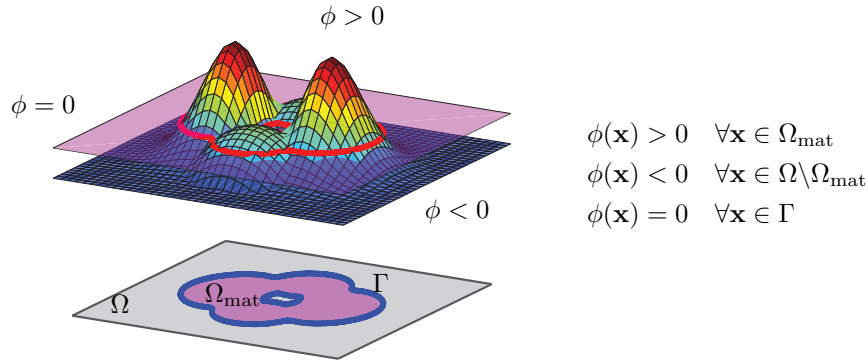 ϕ > 0
ϕ = 0
ϕ < 0
Ω
Ω_mat
Γ
ϕ(𝐱) > 0 ∀𝐱 ∈ Ω_mat
ϕ(𝐱) < 0 ∀𝐱 ∈ Ω\Ω_mat
ϕ(𝐱) = 0 ∀𝐱 ∈ Γ